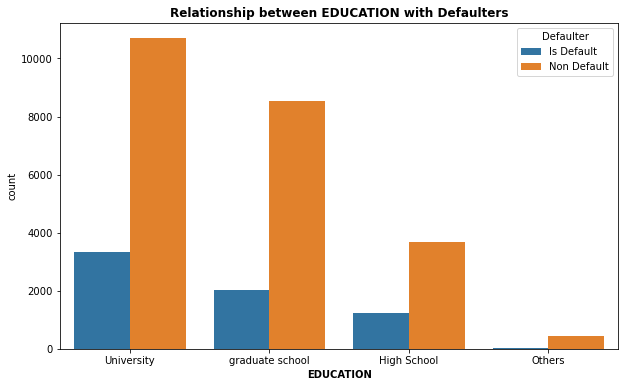 Relationship between EDUCATION with Defaulters
Defaulter
Is Default
Non Default
10000
8000
6000
4000
2000
0
count
University
graduate school
High School
Others
EDUCATION